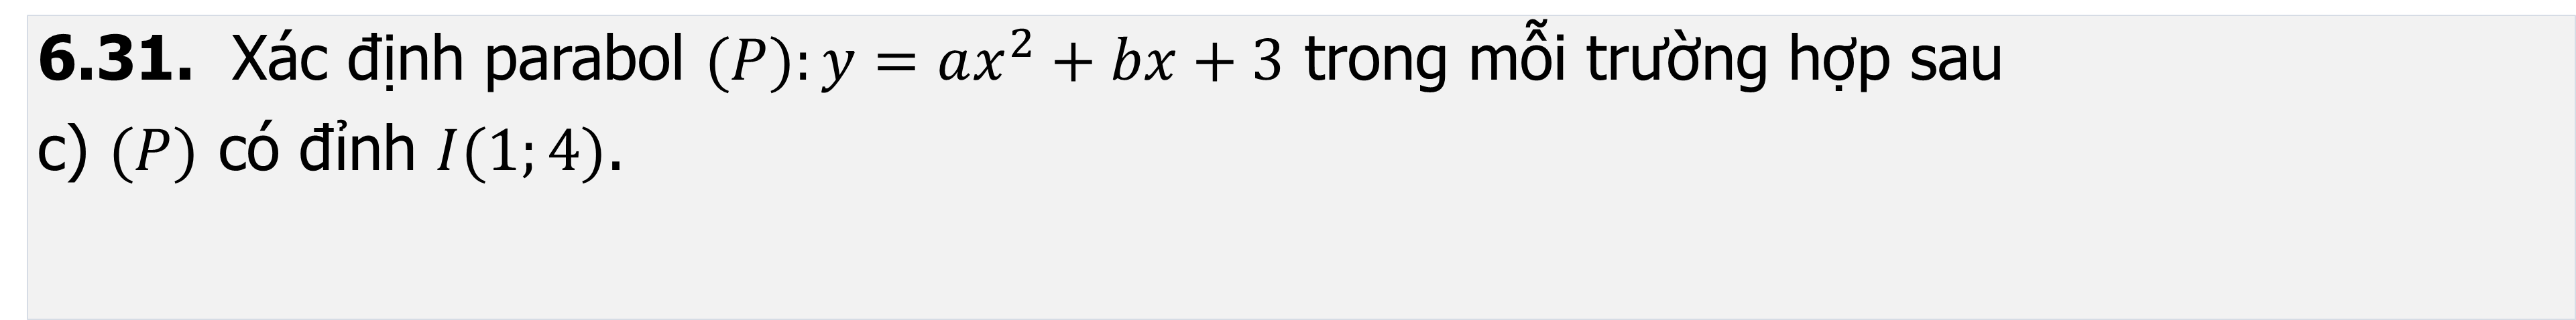 6.31. Xác định parabol (P): y = ax² + bx + 3 trong mỗi trường hợp sau
c) (P) có đỉnh I(1; 4).